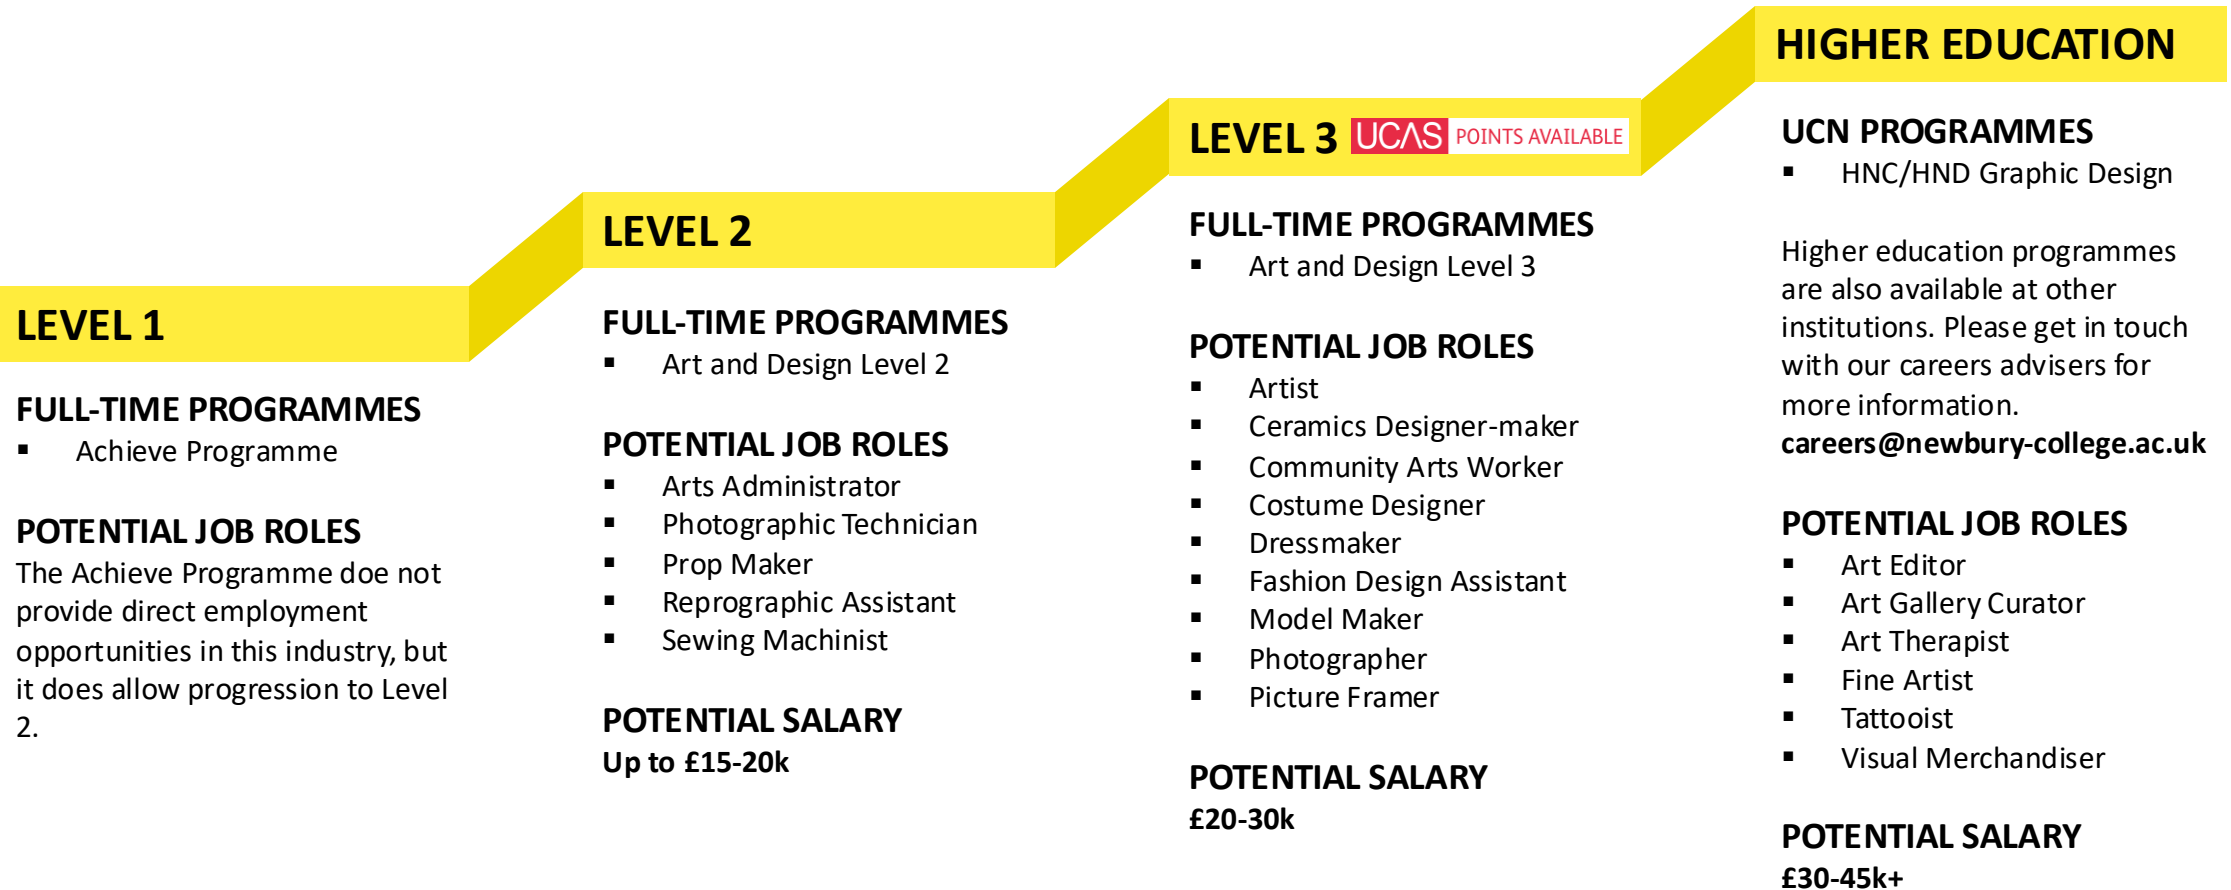 LEVEL 1
FULL-TIME PROGRAMMES
▪ Achieve Programme
POTENTIAL JOB ROLES
The Achieve Programme doe not
provide direct employment
opportunities in this industry, but
it does allow progression to Level
2.
LEVEL 2
FULL-TIME PROGRAMMES
▪ Art and Design Level 2
POTENTIAL JOB ROLES
▪ Arts Administrator
▪ Photographic Technician
▪ Prop Maker
▪ Reprographic Assistant
▪ Sewing Machinist
POTENTIAL SALARY
Up to £15-20k
LEVEL 3 UCAS POINTS AVAILABLE
FULL-TIME PROGRAMMES
▪ Art and Design Level 3
POTENTIAL JOB ROLES
▪ Artist
▪ Ceramics Designer-maker
▪ Community Arts Worker
▪ Costume Designer
▪ Dressmaker
▪ Fashion Design Assistant
▪ Model Maker
▪ Photographer
▪ Picture Framer
POTENTIAL SALARY
£20-30k
HIGHER EDUCATION
UCN PROGRAMMES
▪ HNC/HND Graphic Design
Higher education programmes
are also available at other
institutions. Please get in touch
with our careers advisers for
more information.
careers@newbury-college.ac.uk
POTENTIAL JOB ROLES
▪ Art Editor
▪ Art Gallery Curator
▪ Art Therapist
▪ Fine Artist
▪ Tattooist
▪ Visual Merchandiser
POTENTIAL SALARY
£30-45k+